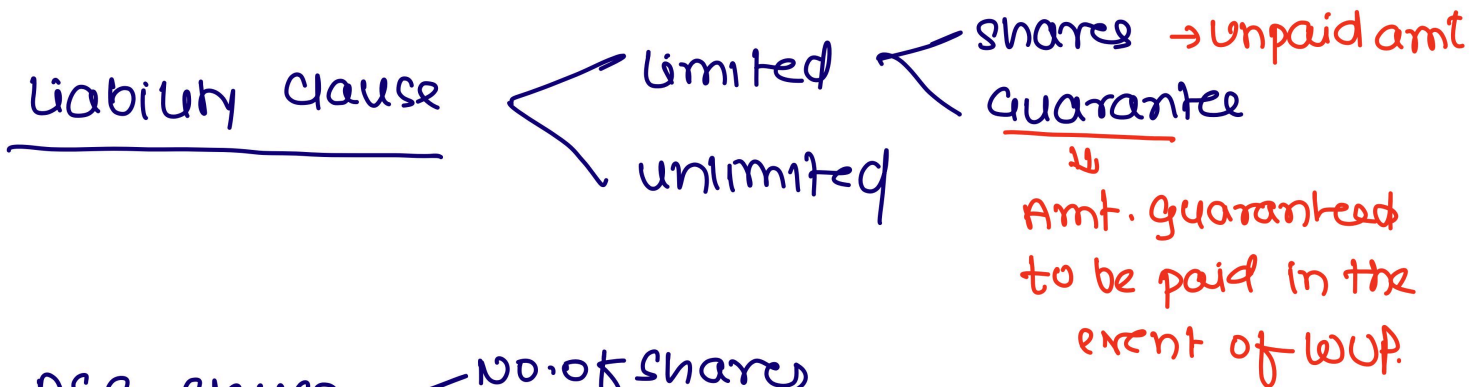 Liability Clause
Limited
unlimited
shares → Unpaid amt
Guarantee
Amt. guaranteed
to be paid in the
event of WUP.
No. of Shares